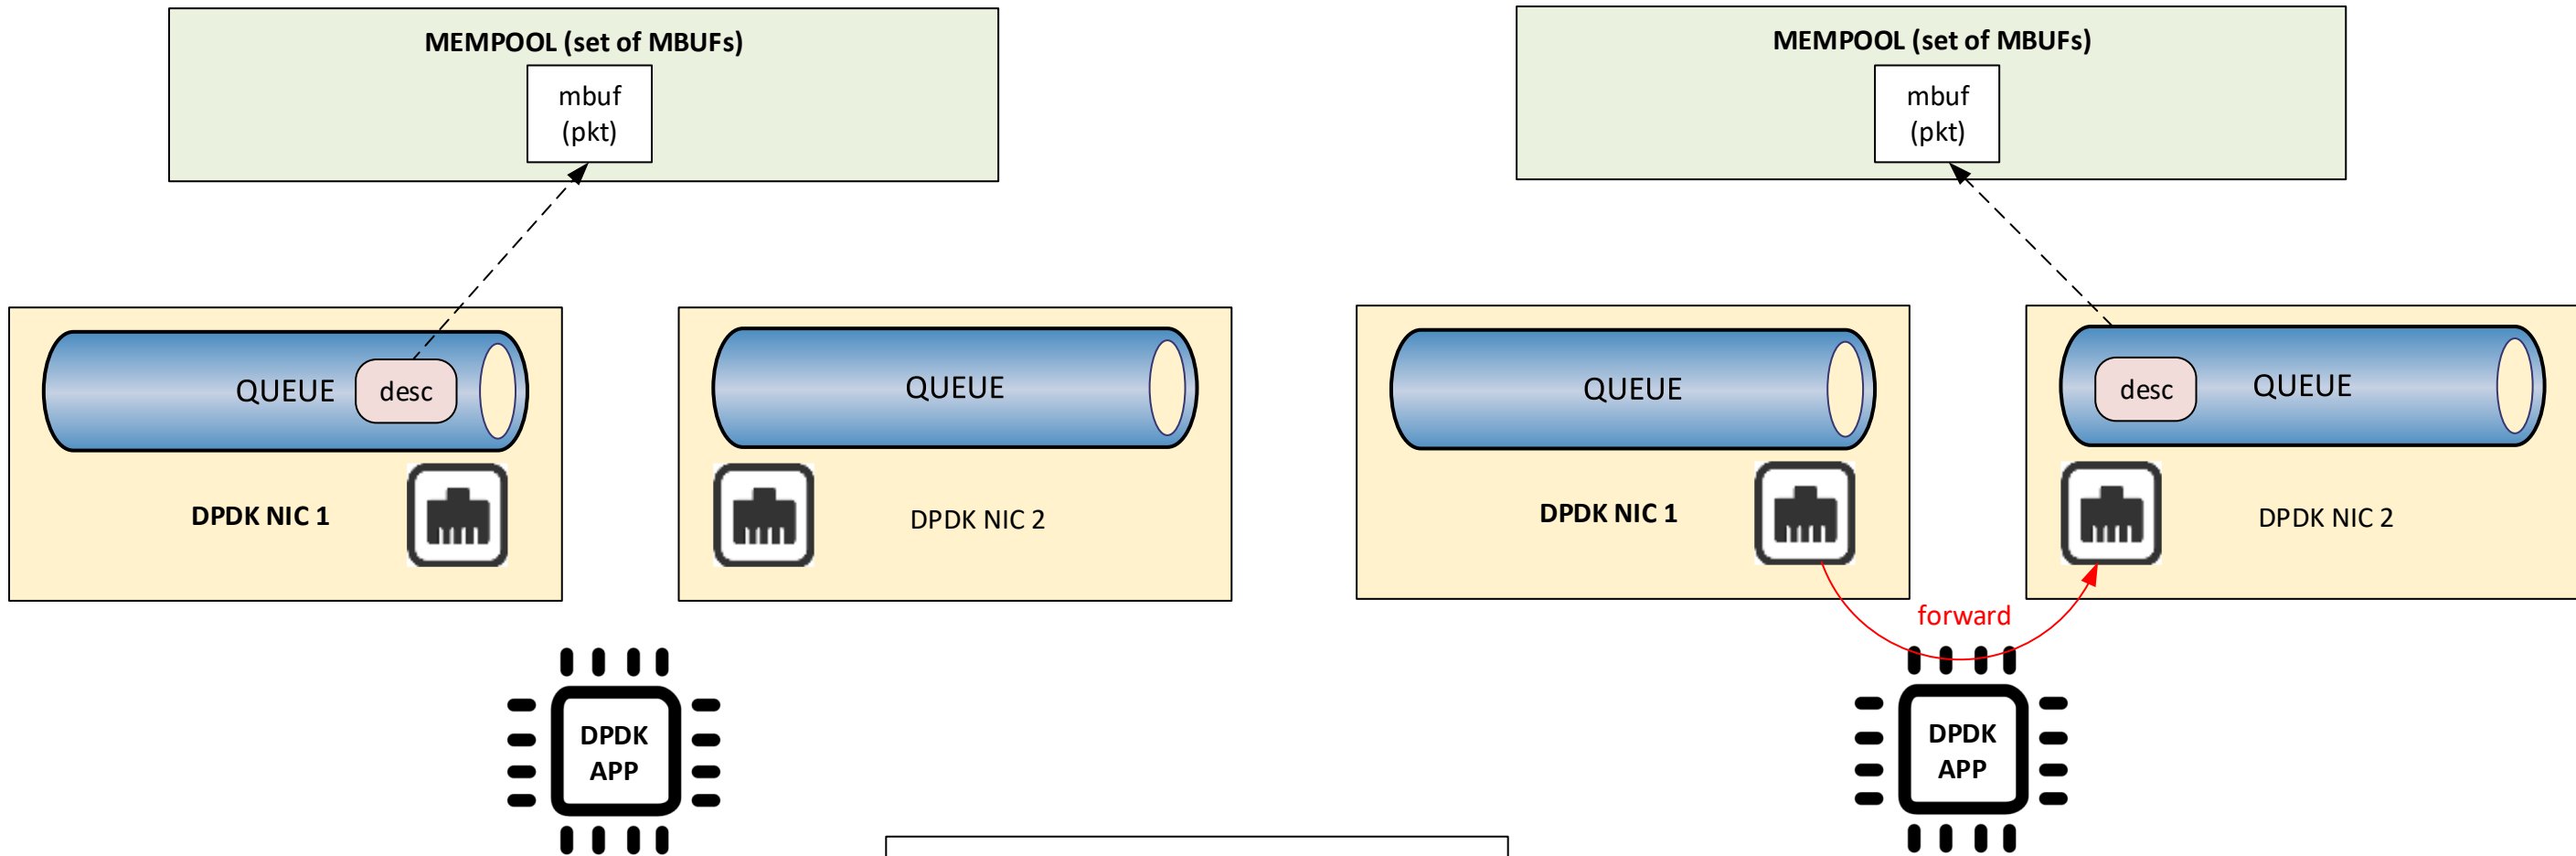 MEMPOOL (set of MBUFs)
mbuf
(pkt)
QUEUE
desc
DPDK NIC 1
QUEUE
DPDK NIC 2
DPDK
APP
MEMPOOL (set of MBUFs)
mbuf
(pkt)
QUEUE
DPDK NIC 1
desc
QUEUE
DPDK NIC 2
forward
DPDK
APP